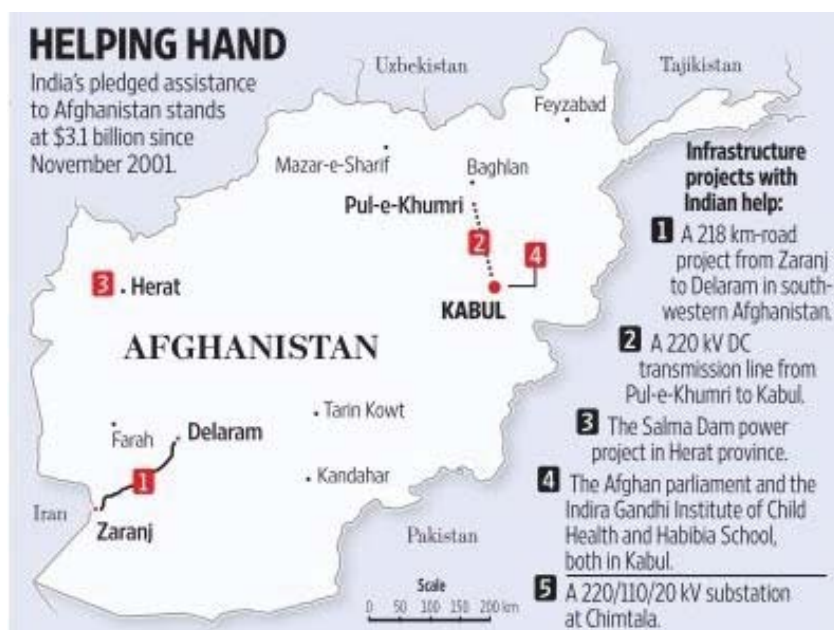 HELPING HAND
India's pledged assistance
to Afghanistan stands
at $3.1 billion since
November 2001.
Uzbekistan
Tajikistan
Feyzabad
Mazar-e-Sharif
Baghlan
Pul-e-Khumri
2
4
3
Herat
KABUL
AFGHANISTAN
Tarin Kowt
Farah
Delaram
1
Kandahar
Iran
Zaranj
Pakistan
Scale
0 50 100 150 200 km
Infrastructure
projects with
Indian help:
1 A 218 km-road
project from Zaranj
to Delaram in south-
western Afghanistan.
2 A 220 kV DC
transmission line from
Pul-e-Khumri to Kabul.
3 The Salma Dam power
project in Herat province.
4 The Afghan parliament and the
Indira Gandhi Institute of Child
Health and Habibia School,
both in Kabul.
5 A 220/110/20 kV substation
at Chimtala.